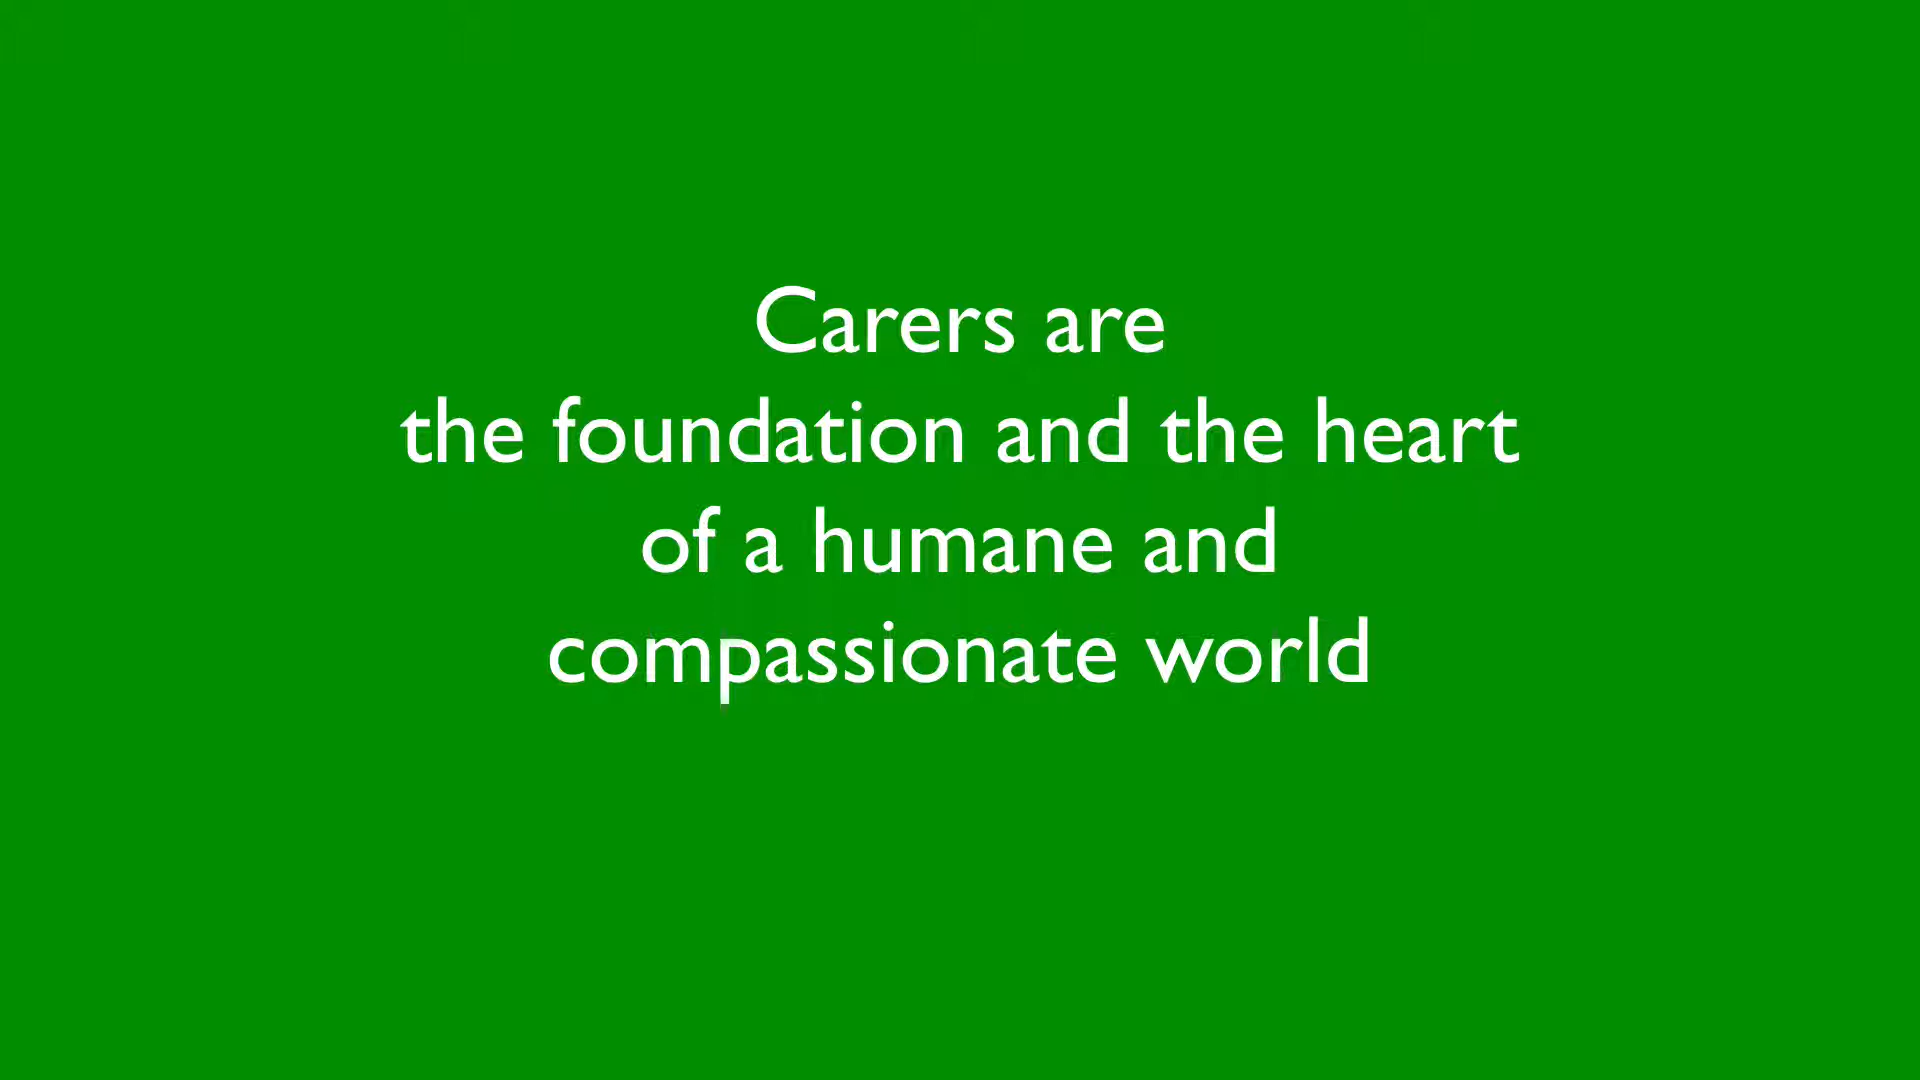 Carers are
the foundation and the heart
of a humane and
compassionate world